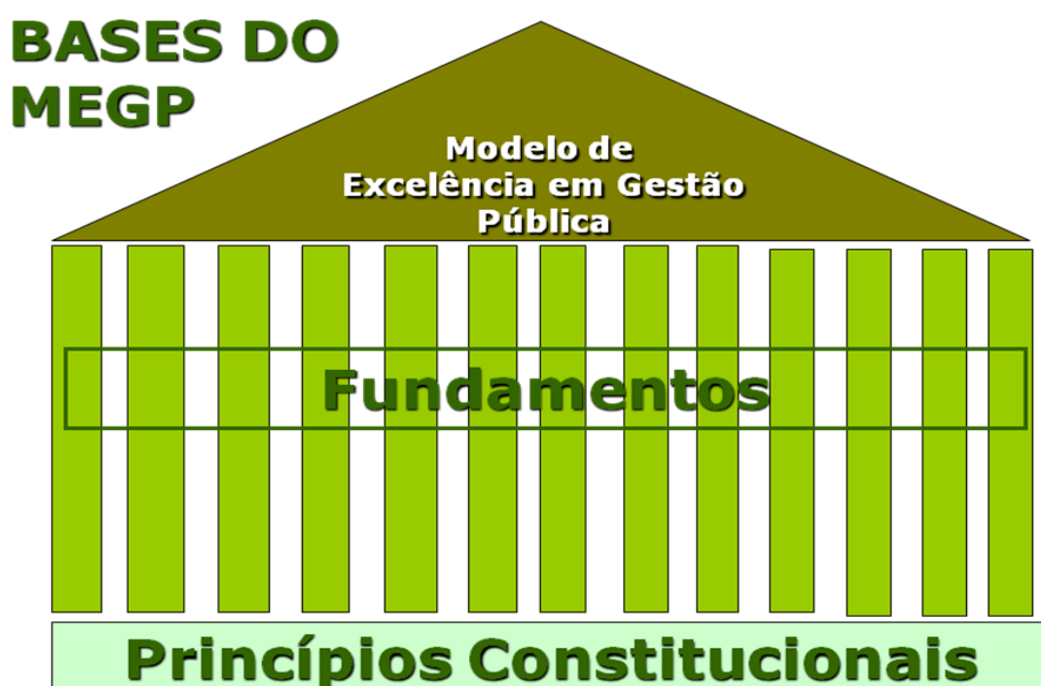 BASES DO
MEGP
Modelo de
Excelência em Gestão
Pública
Fundamentos
Princípios Constitucionais